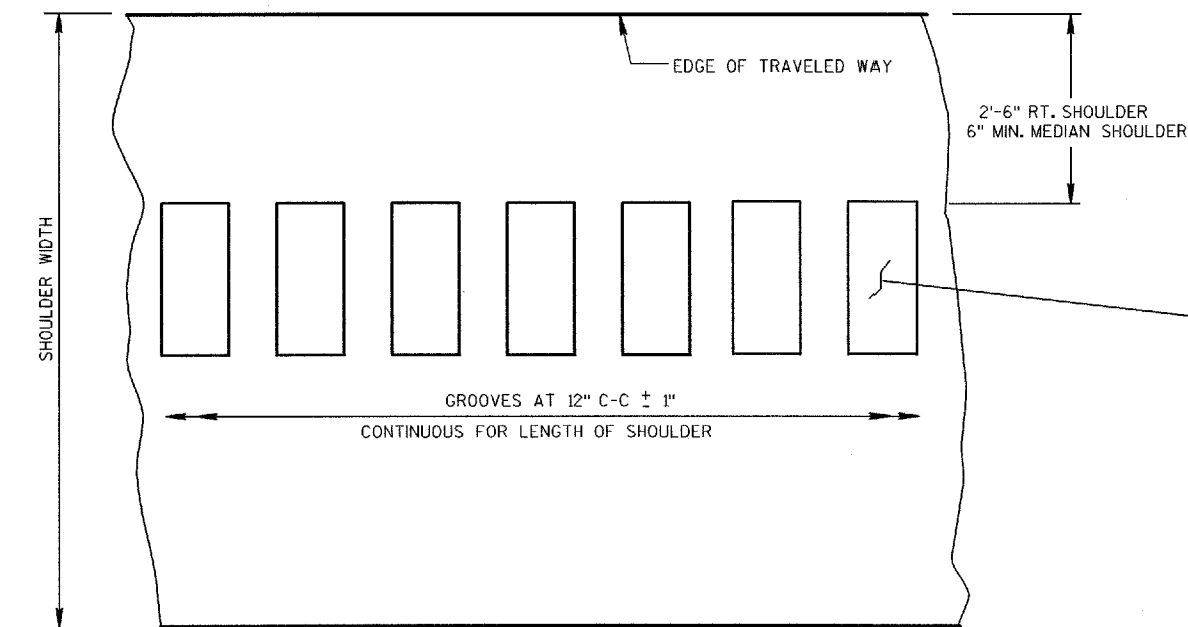 EDGE OF TRAVELED WAY
2'-6" RT. SHOULDER
6" MIN. MEDIAN SHOULDER
SHOULDER WIDTH
GROOVES AT 12" C-C ± 1"
CONTINUOUS FOR LENGTH OF SHOULDER